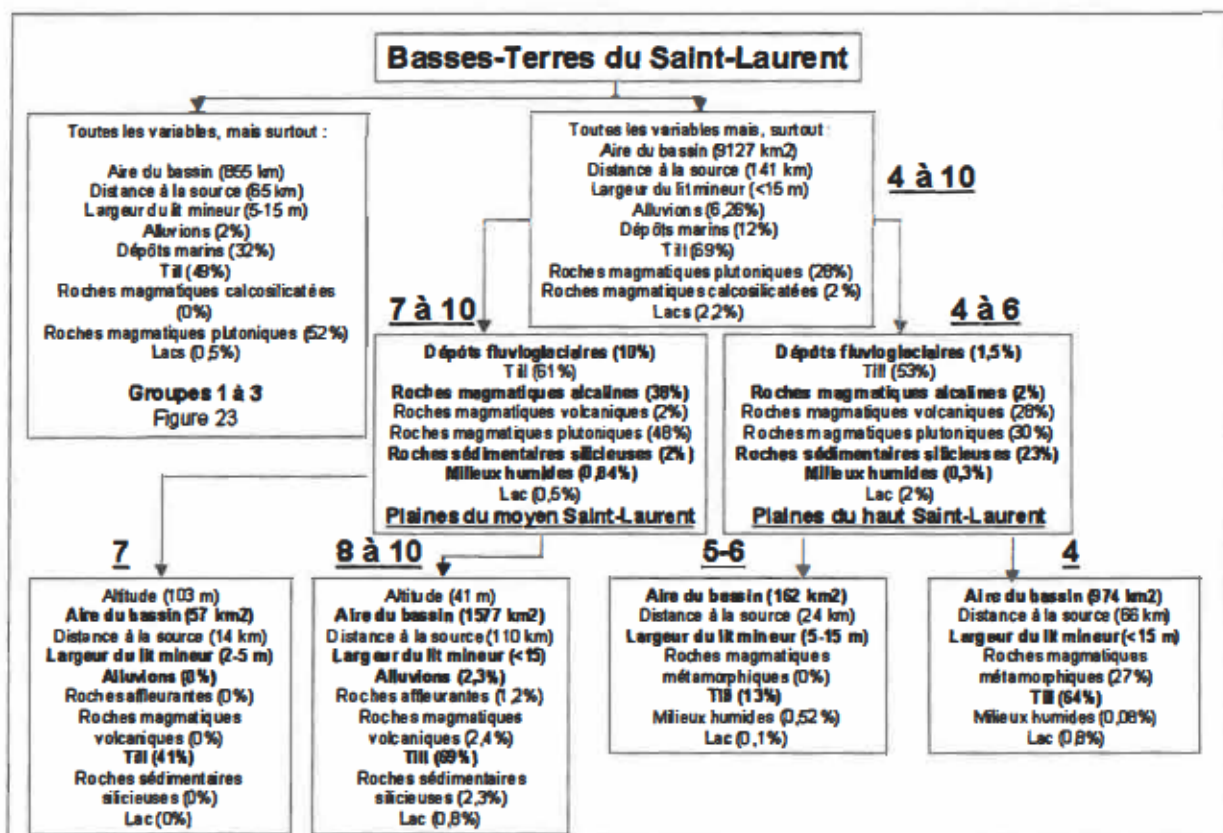 Basses-Terres du Saint-Laurent
Toutes les variables, mais surtout :
Aire du bassin (855 km)
Distance à la source (65 km)
Largeur du lit mineur (5-15 m)
Alluvions (2%)
Dépôts marins (32%)
Till (49%)
Roches magmatiques calcosilicatées
(0%)
Roches magmatiques plutoniques (52%)
Lacs (0,5%)
Groupes 1 à 3
Figure 23
Toutes les variables mais, surtout :
Aire du bassin (9127 km2)
Distance à la source (141 km)
Largeur du lit mineur (<15 m)
Alluvions (6,26%)
Dépôts marins (12%)
Till (69%)
Roches magmatiques plutoniques (28%)
Roches magmatiques calcosilicatées (2 %)
Lacs (2,2%)
4 à 10
7 à 10
Dépôts fluvioglaciaires (10%)
Till (61%)
Roches magmatiques alcalines (38%)
Roches magmatiques volcaniques (2%)
Roches magmatiques plutoniques (48%)
Roches sédimentaires silicieuses (2%)
Milieux humides (0,84%)
Lac (0,5%)
Plaines du moyen Saint-Laurent
4 à 6
Dépôts fluvioglaciaires (1,5%)
Till (53%)
Roches magmatiques alcalines (2%)
Roches magmatiques volcaniques (28%)
Roches magmatiques plutoniques (30%)
Roches sédimentaires silicieuses (23%)
Milieux humides (0,3%)
Lac (2%)
Plaines du haut Saint-Laurent
7
Altitude (103 m)
Aire du bassin (57 km2)
Distance à la source (14 km)
Largeur du lit mineur (2-5 m)
Alluvions (0%)
Roches affleurantes (0%)
Roches magmatiques
volcaniques (0%)
Till (41%)
Roches sédimentaires
silicieuses (0%)
Lac (0%)
8 à 10
Altitude (41 m)
Aire du bassin (1577 km2)
Distance à la source (110 km)
Largeur du lit mineur (<15)
Alluvions (2,3%)
Roches affleurantes (1,2%)
Roches magmatiques
volcaniques (2,4%)
Till (69%)
Roches sédimentaires
silicieuses (2,3%)
Lac (0,8%)
5-6
Aire du bassin (162 km2)
Distance à la source (24 km)
Largeur du lit mineur (5-15 m)
Roches magmatiques
métamorphiques (0%)
Till (13%)
Milieux humides (0,52%)
Lac (0,1%)
4
Aire du bassin (974 km2)
Distance à la source (66 km)
Largeur du lit mineur (<15 m)
Roches magmatiques
métamorphiques (27%)
Till (64%)
Milieux humides (0,08%)
Lac (0,8%)